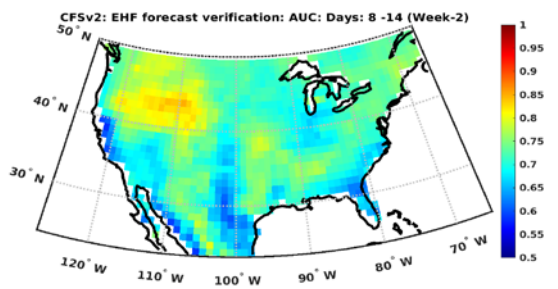 CFSv2: EHF forecast verification: AUC: Days: 8 -14 (Week-2)
50° N
40° N
30° N
120° W
110° W
100° W
90° W
80° W
70° W
1
0.95
0.9
0.85
0.8
0.75
0.7
0.65
0.6
0.55
0.5